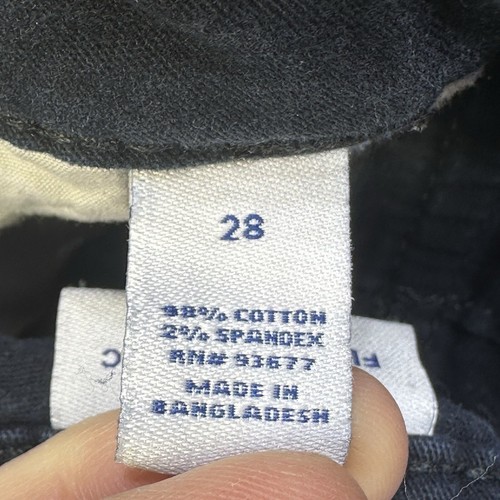 28
98% COTTON
2% SPANDEX
RN# 93677
MADE IN
BANGLADESH